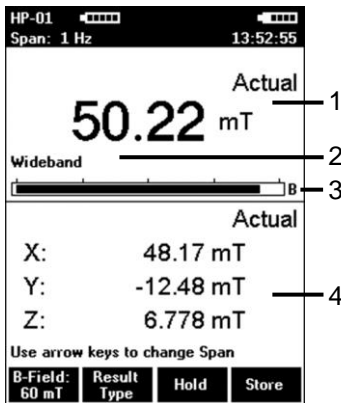 HP-01
Span: 1 Hz 13:52:55
Actual
1
50.22 mT
2
Wideband
B
3
Actual
X: 48.17 mT
Y: -12.48 mT
4
Z: 6.778 mT
Use arrow keys to change Span
B-Field: 60 mT
Result Type
Hold
Store